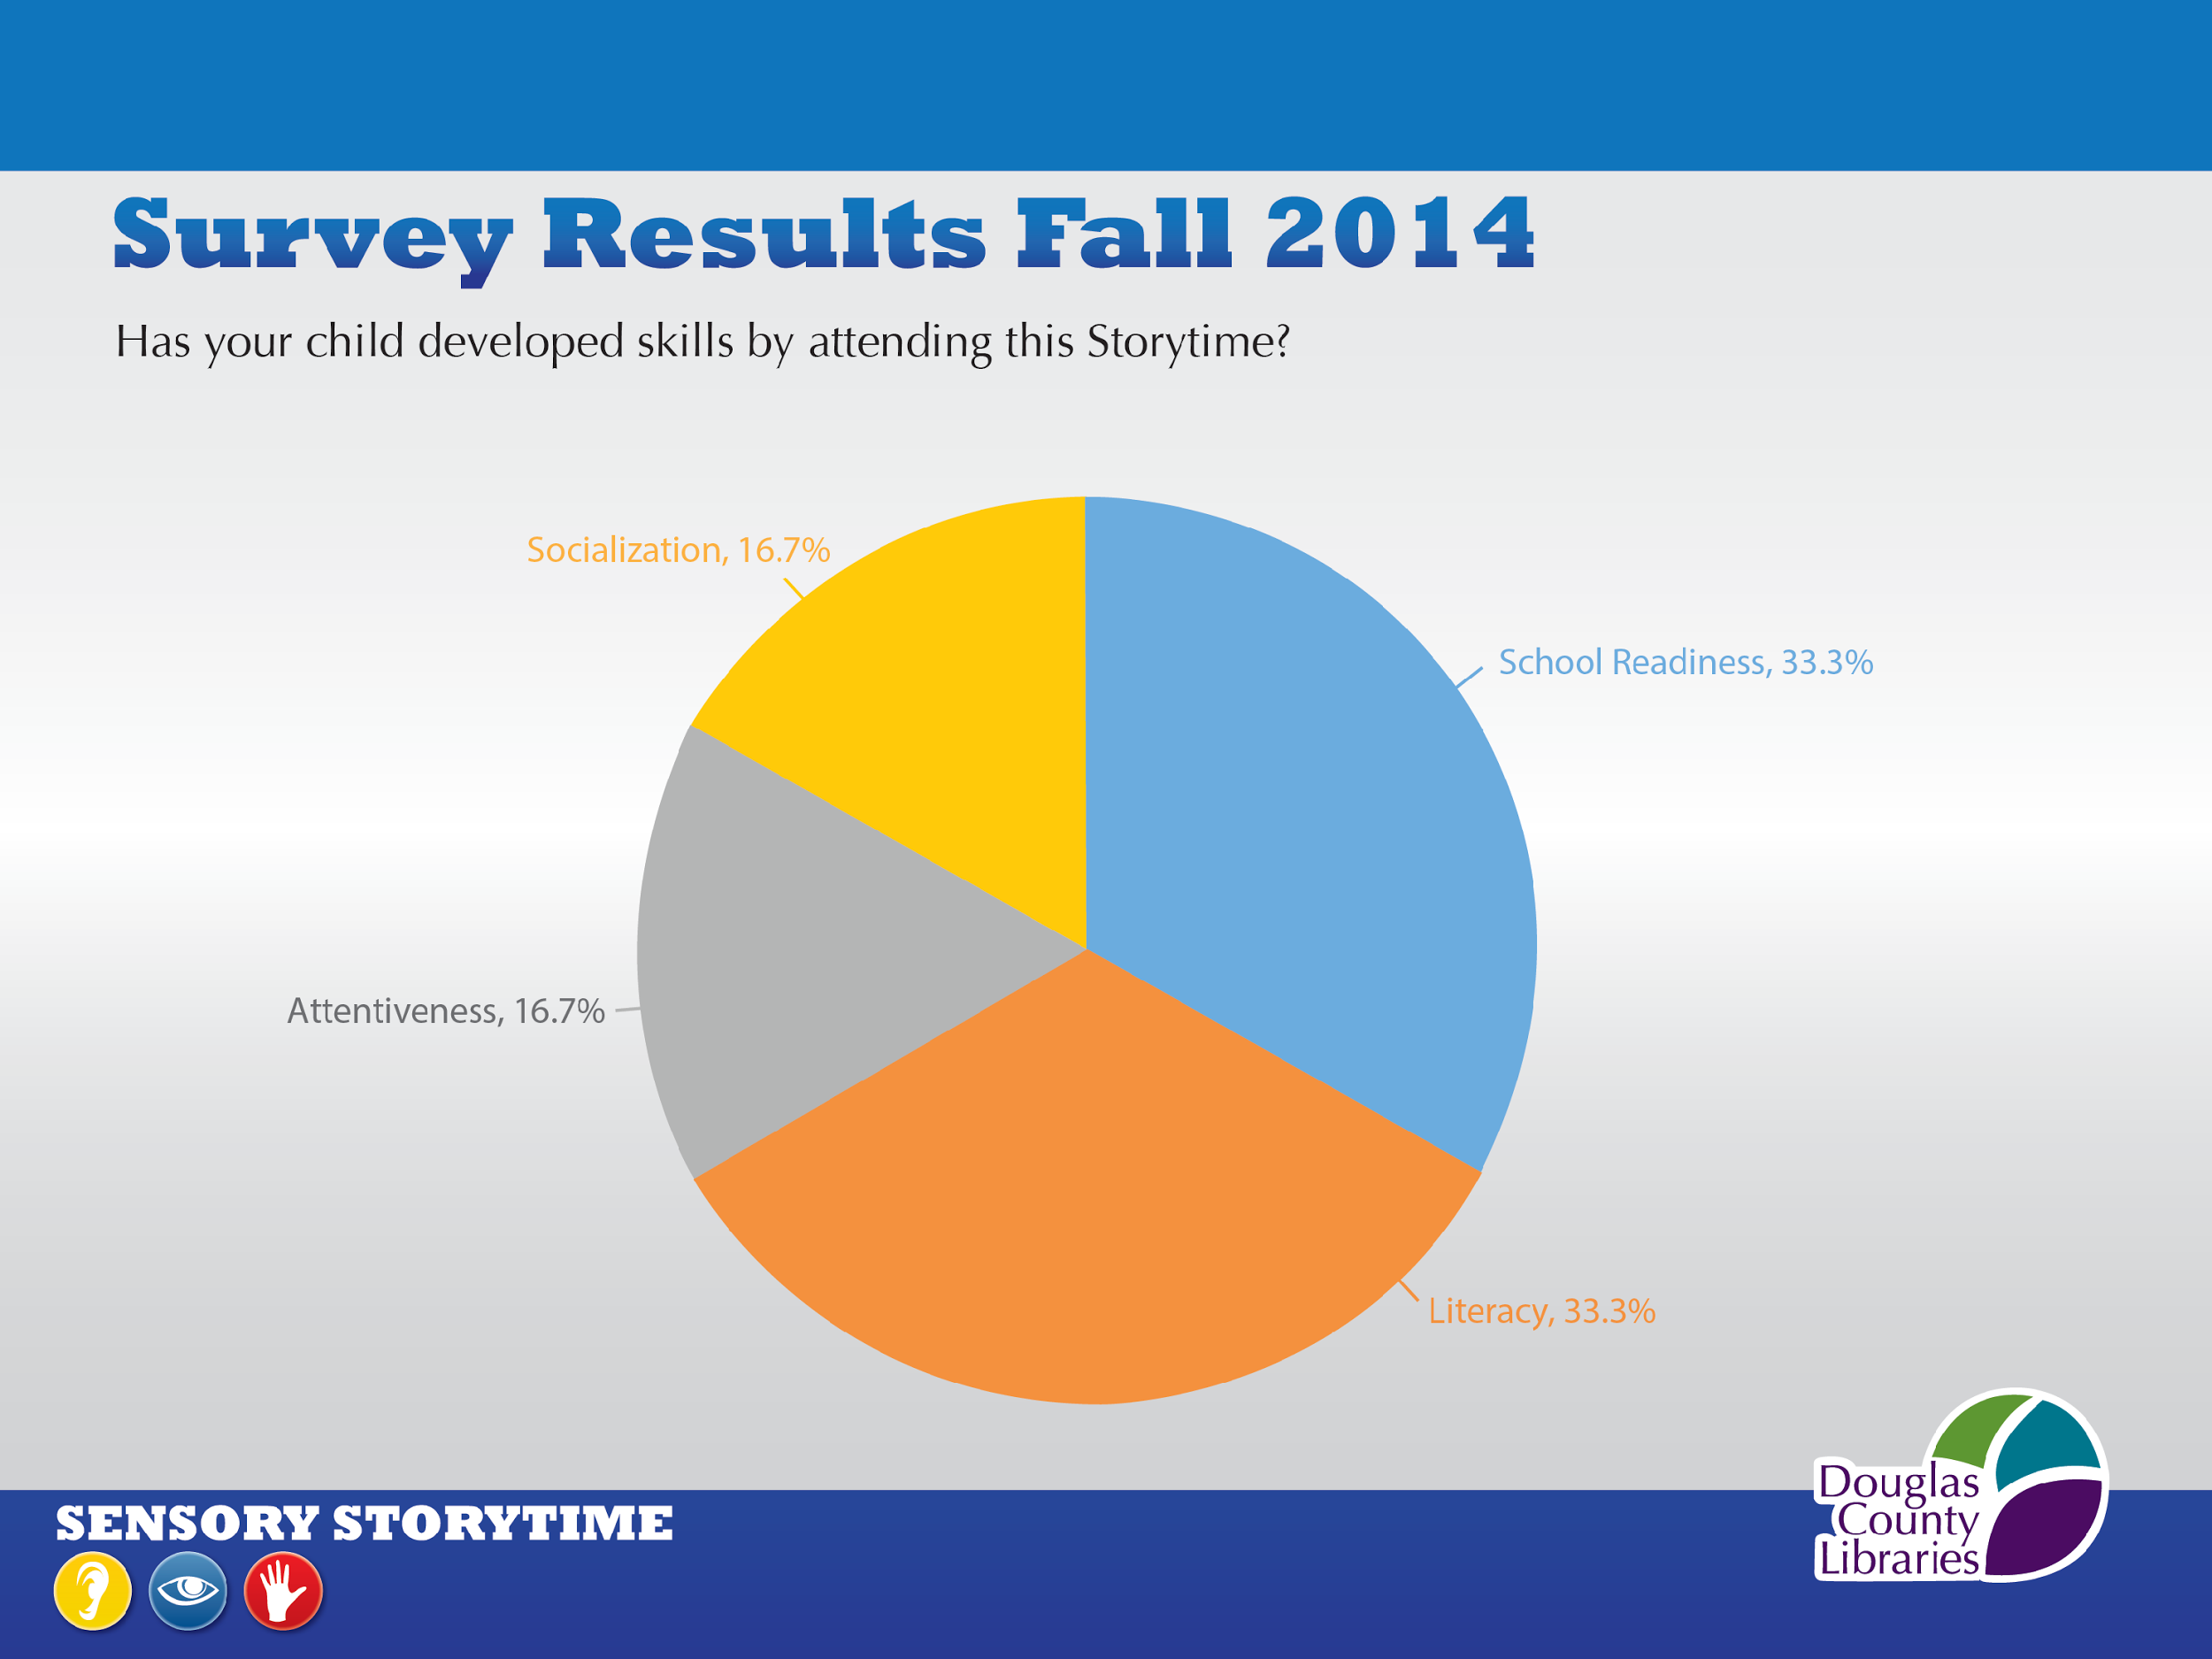 Survey Results Fall 2014
Has your child developed skills by attending this Storytime?
Socialization, 16.7%
School Readiness, 33.3%
Attentiveness, 16.7%
Literacy, 33.3%
SENSORY STORYTIME
Douglas
County
Libraries